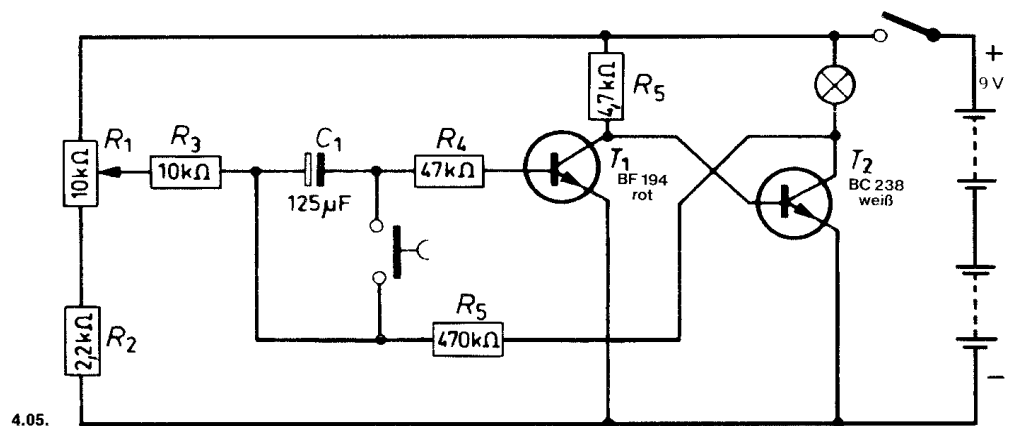 +
9 V
R5
4,7kΩ
R1
R3
C1
R4
10kΩ
10kΩ
125µF
47kΩ
T1
BF 194
rot
T2
BC 238
weiß
R5
470kΩ
R2
2,2kΩ
−
4.05.